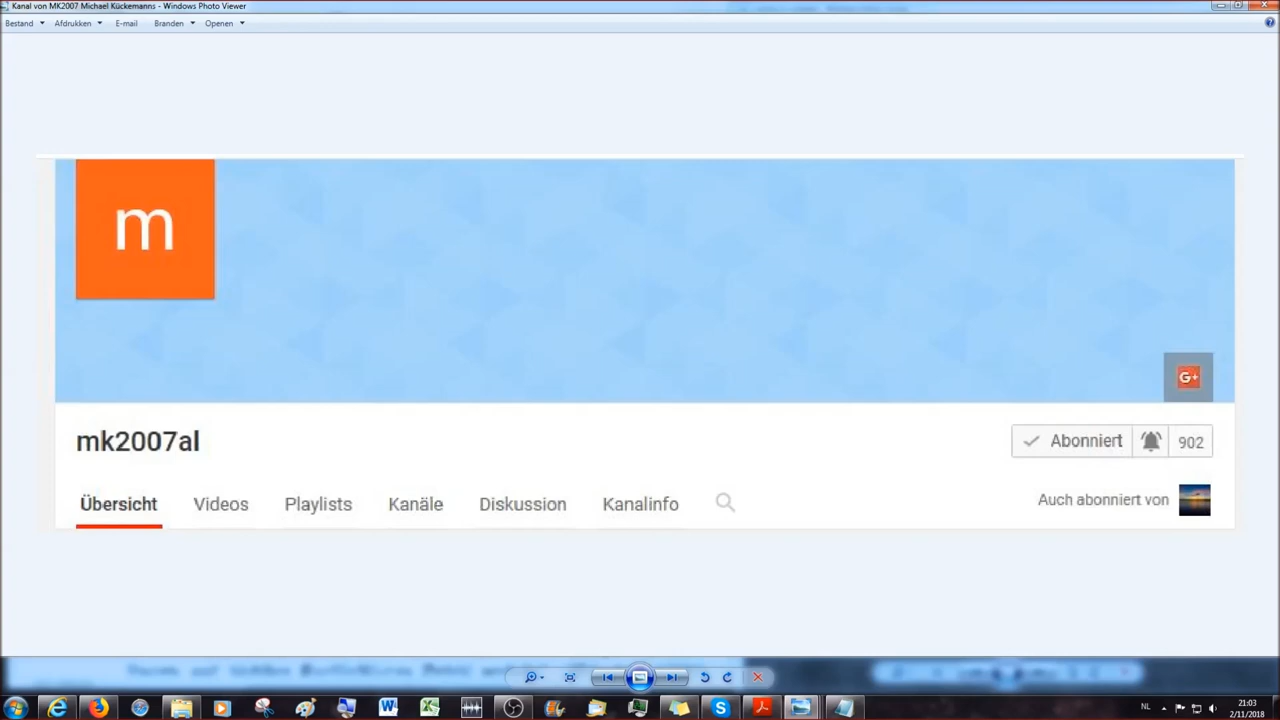 Kanal von MK2007 Michael Kückemanns - Windows Photo Viewer
Bestand Afdrukken E-mail Branden Openen
m
G+
mk2007al
Abonniert 902
Übersicht Videos Playlists Kanäle Diskussion Kanalinfo
Auch abonniert von
NL
21:03
2/11/2018